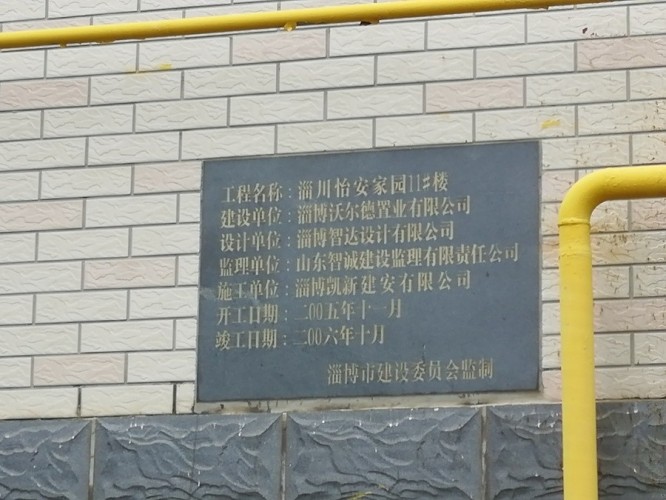 工程名称：淄川怡安家园11#楼
建设单位：淄博沃尔德置业有限公司
设计单位：淄博智达设计有限公司
监理单位：山东智诚建设监理有限责任公司
施工单位：淄博凯新建安有限公司
开工日期：二00五年十一月
竣工日期：二00六年十月
淄博市建设委员会监制